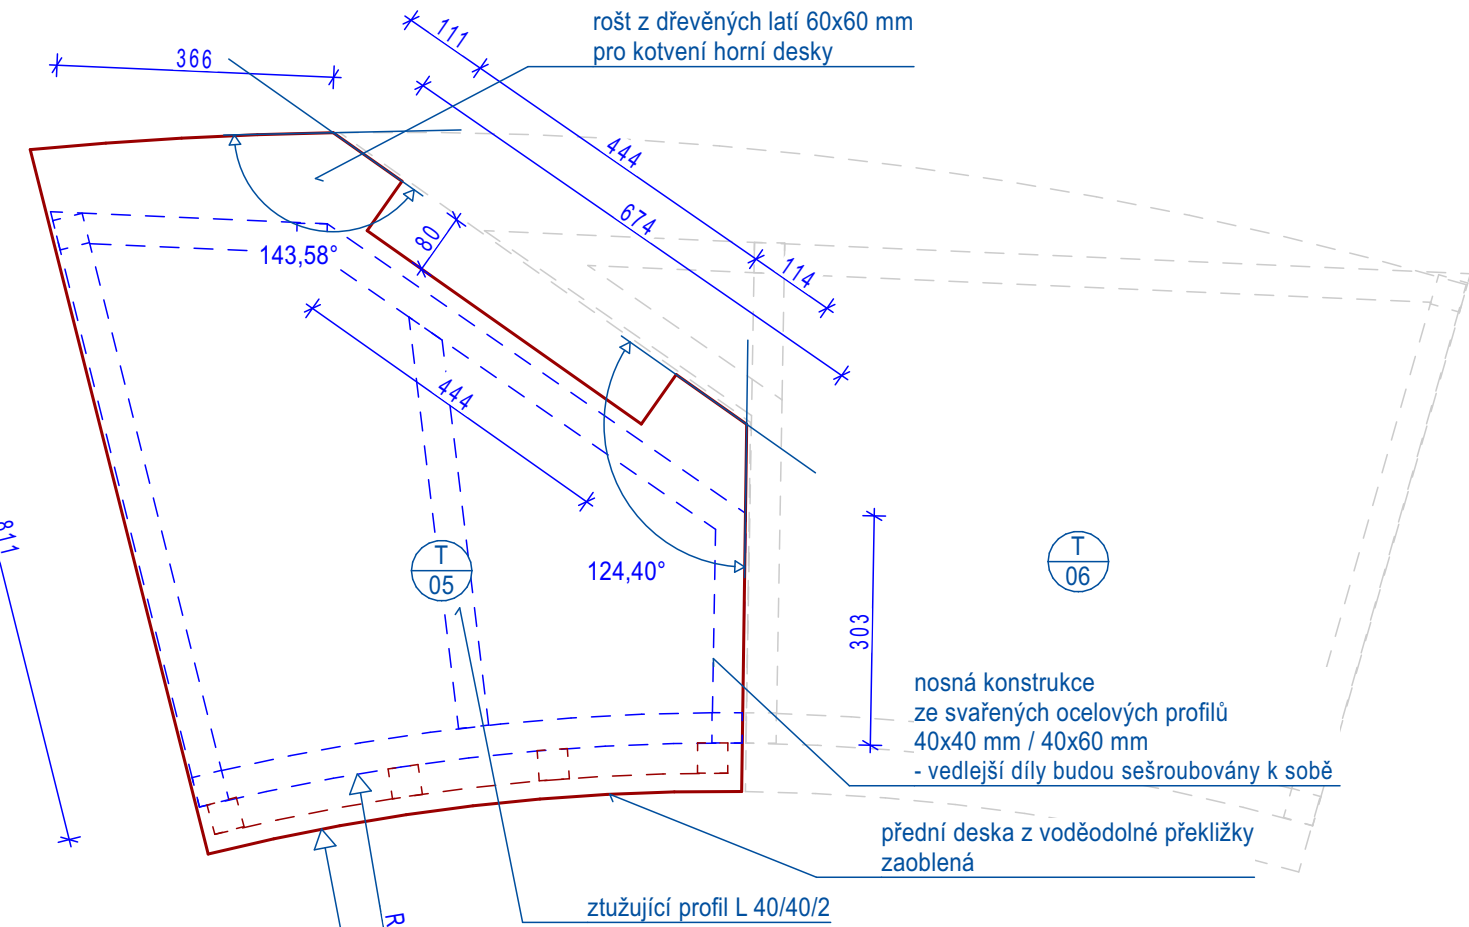 rošt z dřevěných latí 60x60 mm
pro kotvení horní desky
111
366
444
674
80
143,58°
114
444
811
T
05
124,40°
T
06
303
nosná konstrukce
ze svařených ocelových profilů
40x40 mm / 40x60 mm
- vedlejší díly budou sešroubovány k sobě
přední deska z voděodolné překližky
zaoblená
ztužující profil L 40/40/2
R